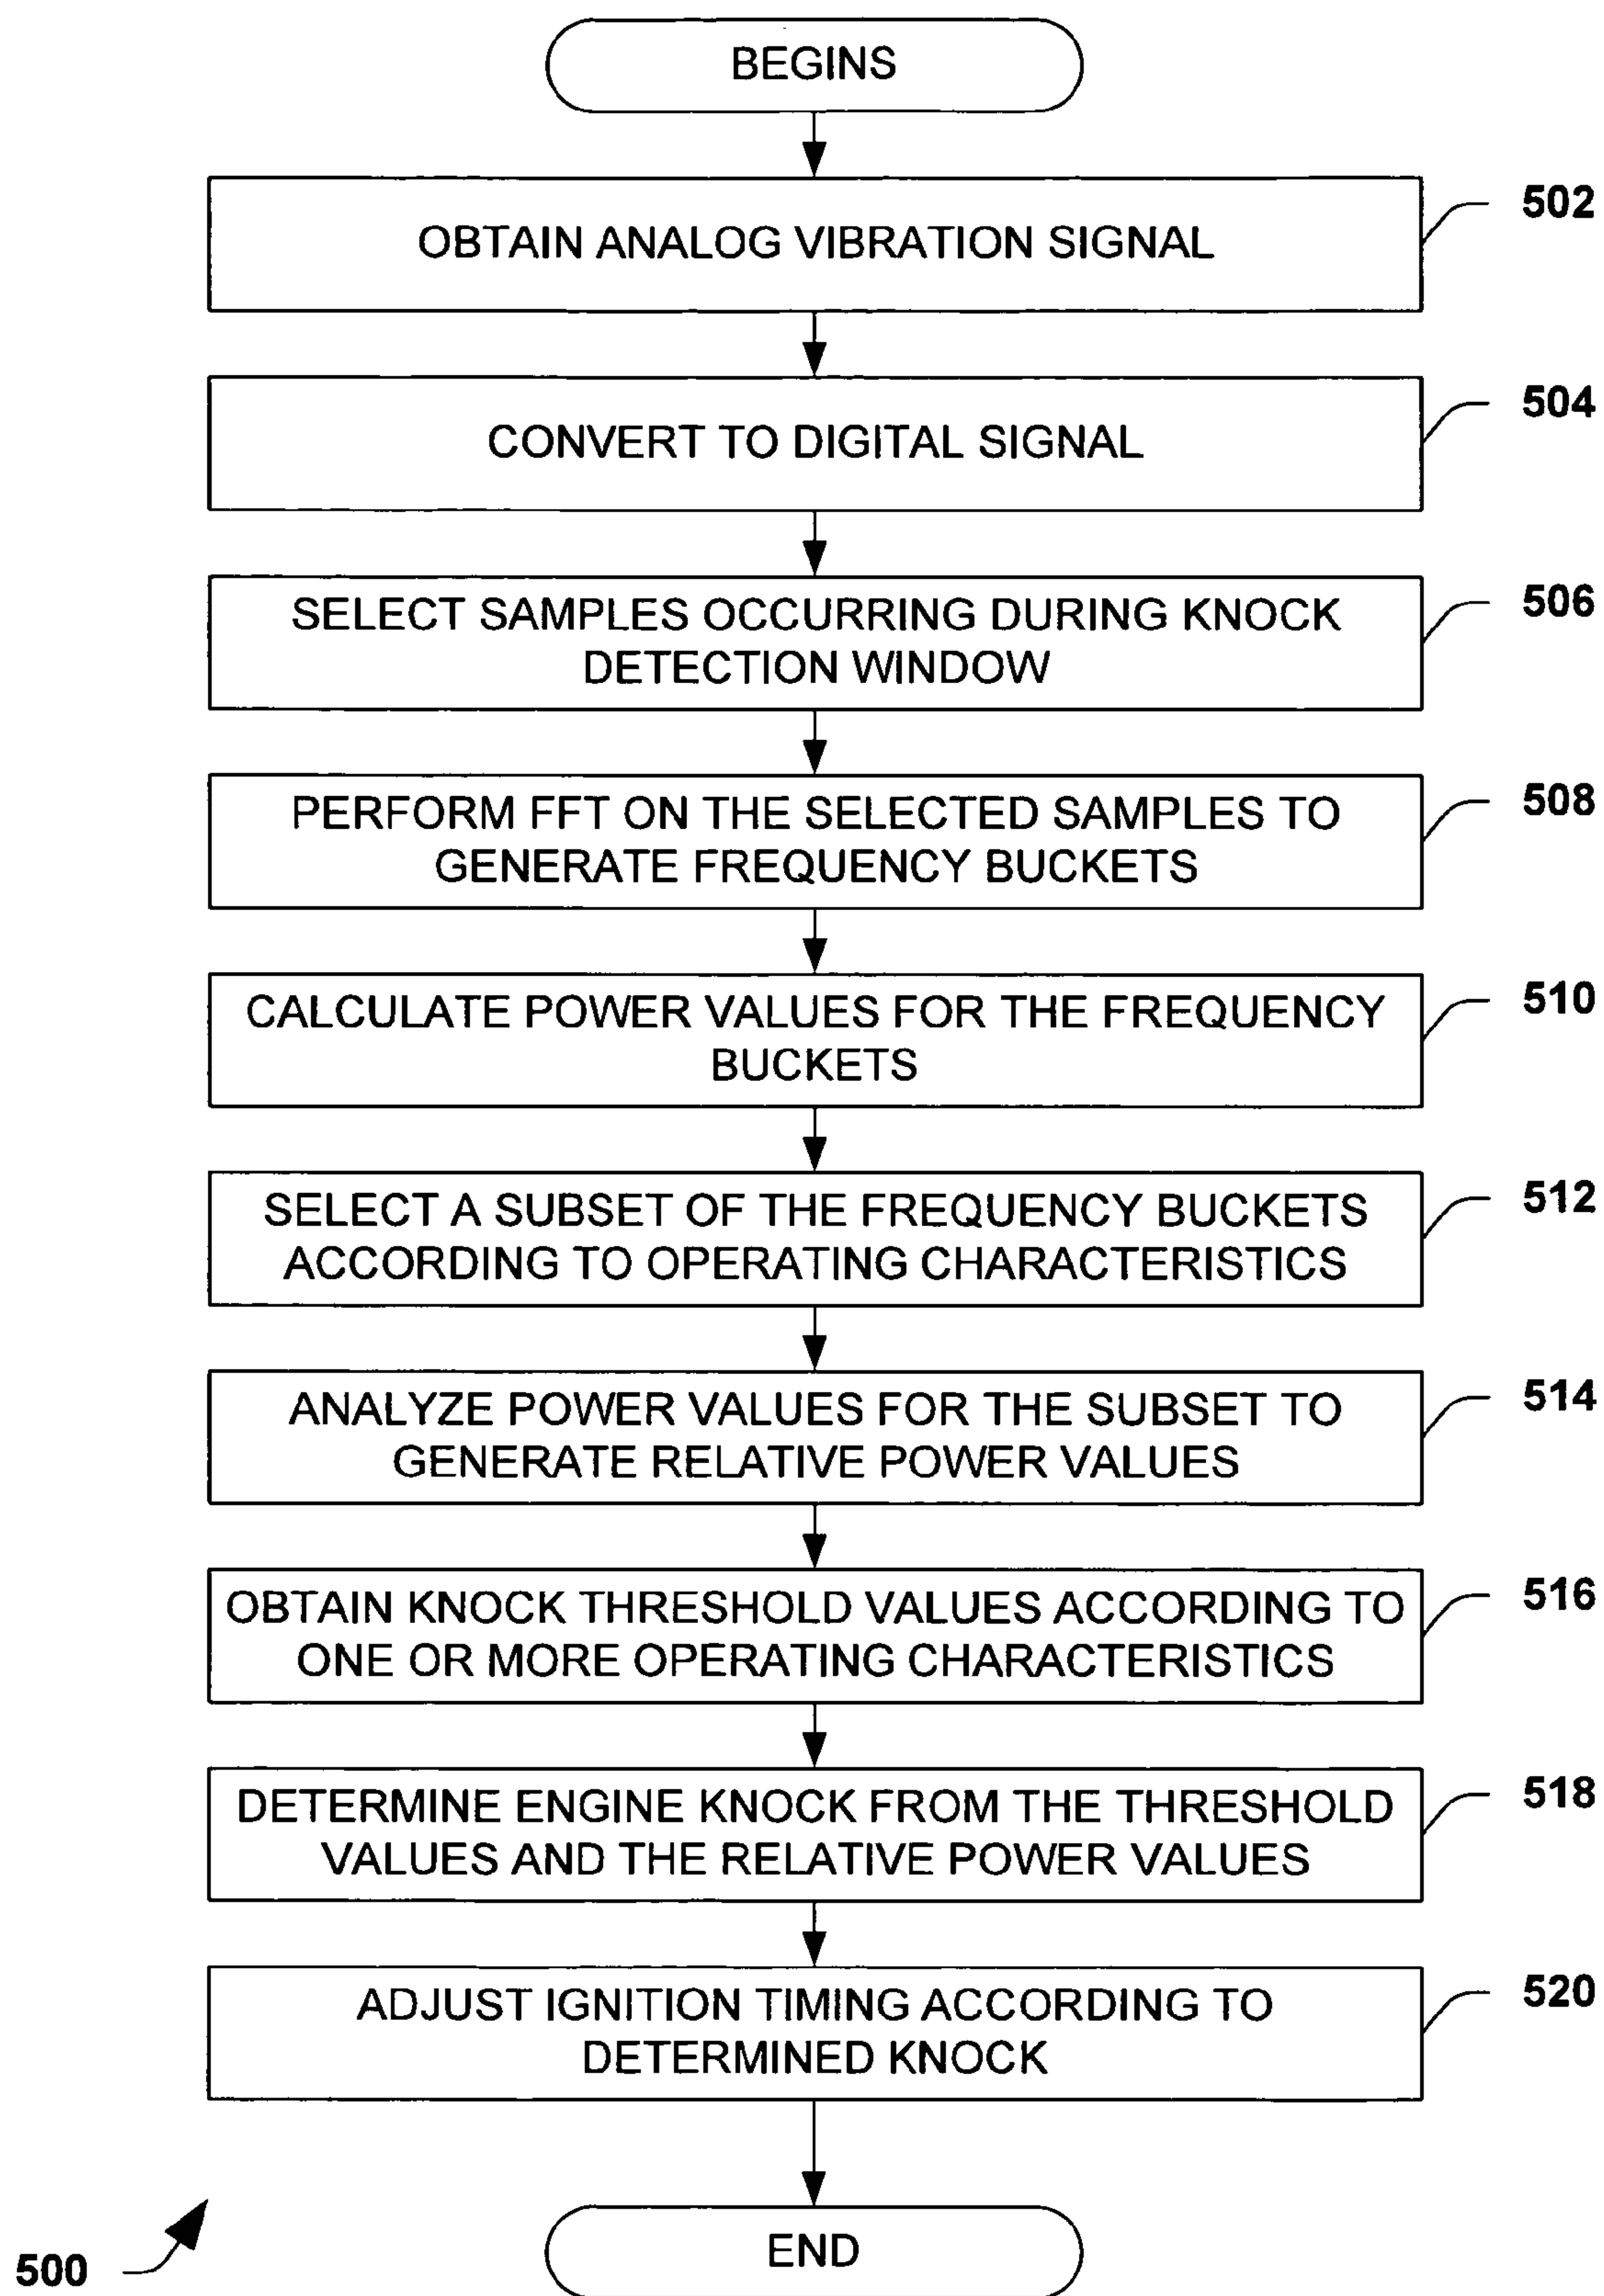 BEGINS
502
OBTAIN ANALOG VIBRATION SIGNAL
504
CONVERT TO DIGITAL SIGNAL
506
SELECT SAMPLES OCCURRING DURING KNOCK
DETECTION WINDOW
508
PERFORM FFT ON THE SELECTED SAMPLES TO
GENERATE FREQUENCY BUCKETS
510
CALCULATE POWER VALUES FOR THE FREQUENCY
BUCKETS
512
SELECT A SUBSET OF THE FREQUENCY BUCKETS
ACCORDING TO OPERATING CHARACTERISTICS
514
ANALYZE POWER VALUES FOR THE SUBSET TO
GENERATE RELATIVE POWER VALUES
516
OBTAIN KNOCK THRESHOLD VALUES ACCORDING TO
ONE OR MORE OPERATING CHARACTERISTICS
518
DETERMINE ENGINE KNOCK FROM THE THRESHOLD
VALUES AND THE RELATIVE POWER VALUES
520
ADJUST IGNITION TIMING ACCORDING TO
DETERMINED KNOCK
END
500